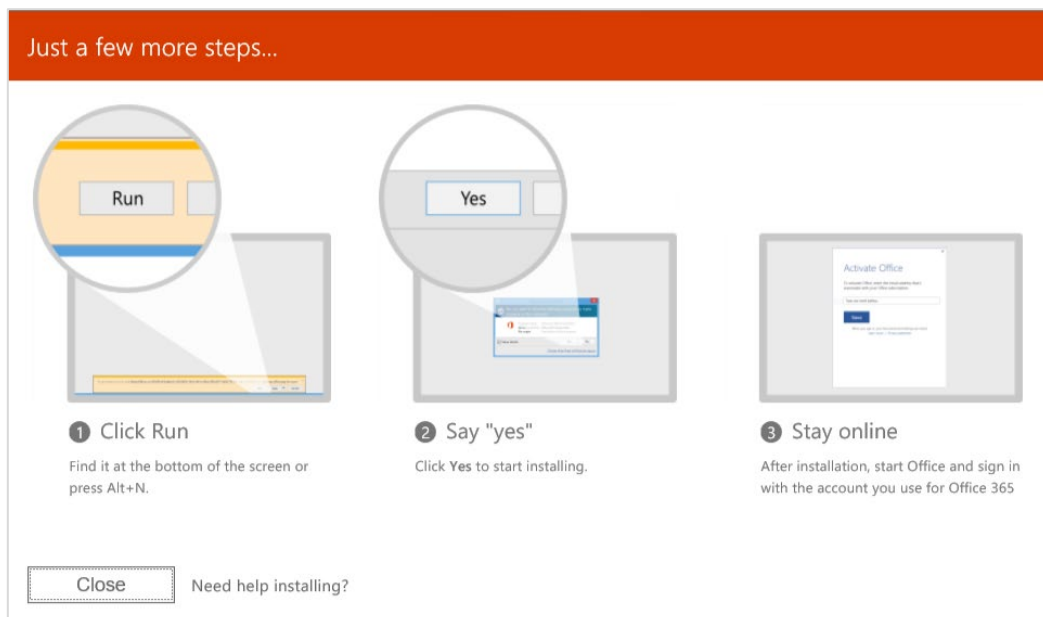 Just a few more steps...
Run
Yes
Activate Office
1 Click Run
2 Say "yes"
3 Stay online
Find it at the bottom of the screen or
press Alt+N.
Click Yes to start installing.
After installation, start Office and sign in
with the account you use for Office 365
Close
Need help installing?